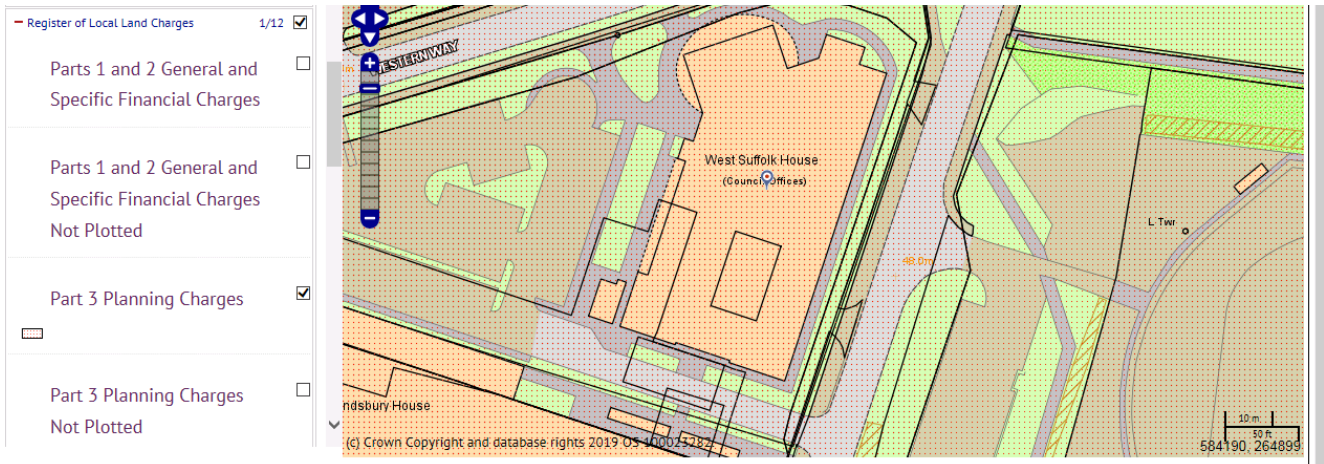 Register of Local Land Charges 1/12
Parts 1 and 2 General and
Specific Financial Charges
Parts 1 and 2 General and
Specific Financial Charges
Not Plotted
Part 3 Planning Charges
Part 3 Planning Charges
Not Plotted
WESTERN WAY
m
West Suffolk House
(Council Offices)
L Twr
48.0m
ndsbury House
(c) Crown Copyright and database rights 2019 OS 100023282
10 m
50 ft
584190, 264899